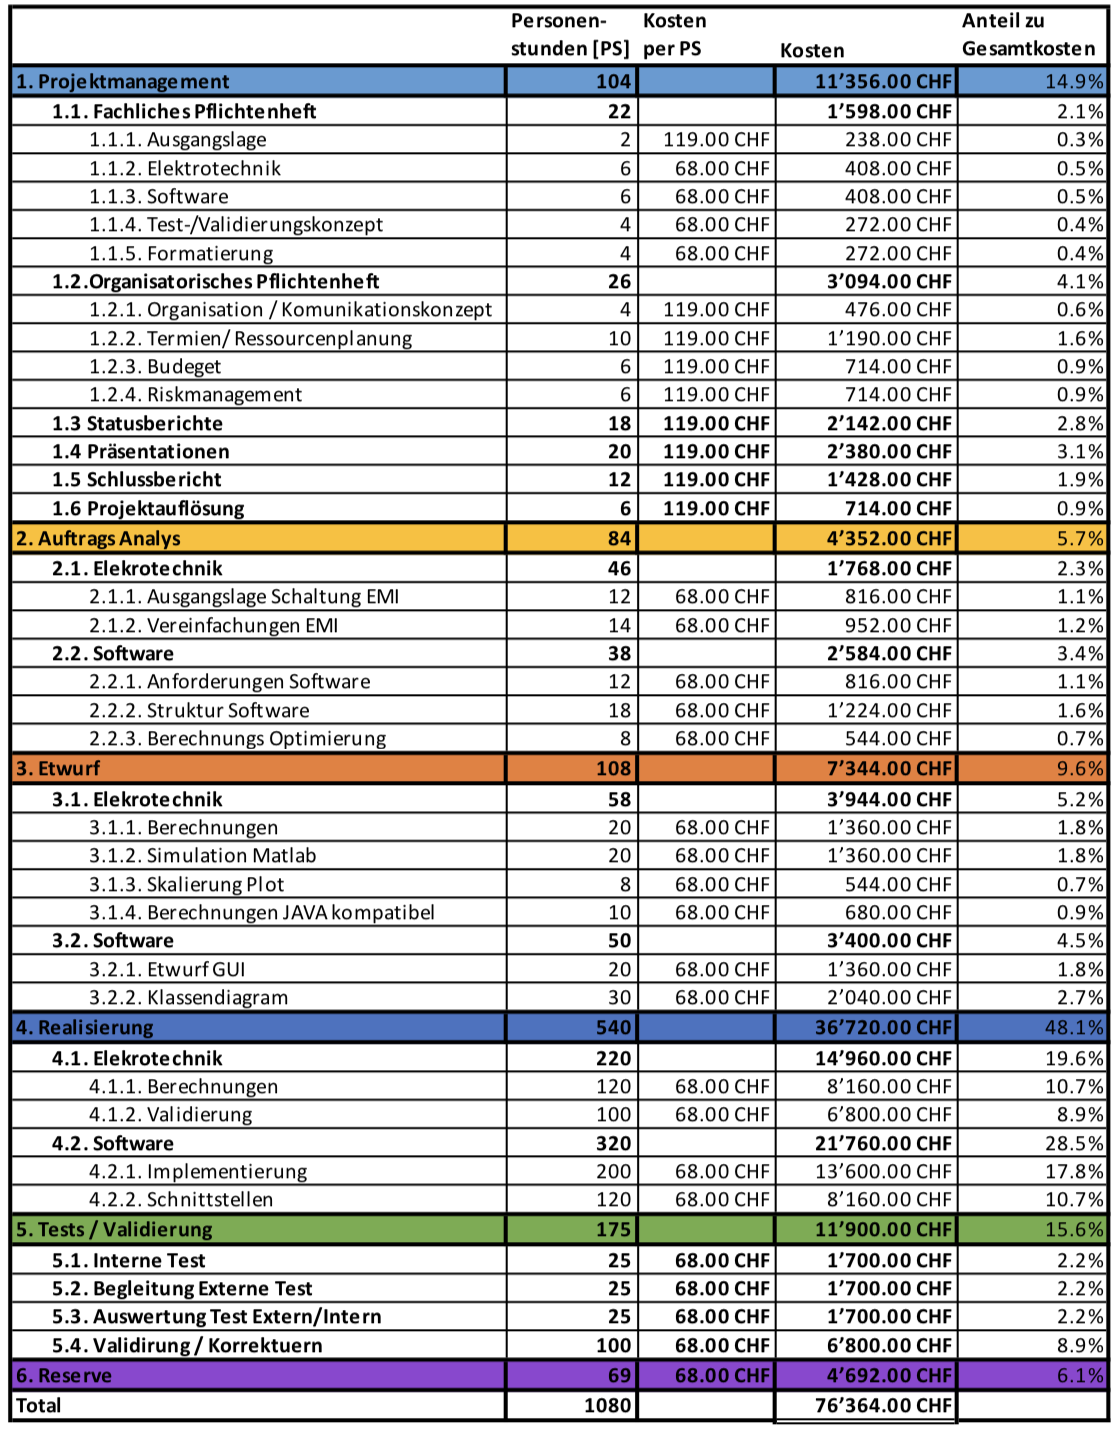 Personen- Kosten Anteil zu
stunden [PS] per PS Kosten Gesamtkosten
1. Projektmanagement 104 11’356.00 CHF 14.9%
1.1. Fachliches Pflichtenheft 22 1’598.00 CHF 2.1%
1.1.1. Ausgangslage 2 119.00 CHF 238.00 CHF 0.3%
1.1.2. Elektrotechnik 6 68.00 CHF 408.00 CHF 0.5%
1.1.3. Software 6 68.00 CHF 408.00 CHF 0.5%
1.1.4. Test-/Validierungskonzept 4 68.00 CHF 272.00 CHF 0.4%
1.1.5. Formatierung 4 68.00 CHF 272.00 CHF 0.4%
1.2.Organisatorisches Pflichtenheft 26 3’094.00 CHF 4.1%
1.2.1. Organisation / Komunikationskonzept 4 119.00 CHF 476.00 CHF 0.6%
1.2.2. Termien/ Ressourcenplanung 10 119.00 CHF 1’190.00 CHF 1.6%
1.2.3. Budeget 6 119.00 CHF 714.00 CHF 0.9%
1.2.4. Riskmanagement 6 119.00 CHF 714.00 CHF 0.9%
1.3 Statusberichte 18 119.00 CHF 2’142.00 CHF 2.8%
1.4 Präsentationen 20 119.00 CHF 2’380.00 CHF 3.1%
1.5 Schlussbericht 12 119.00 CHF 1’428.00 CHF 1.9%
1.6 Projektauflösung 6 119.00 CHF 714.00 CHF 0.9%
2. Auftrags Analys 84 4’352.00 CHF 5.7%
2.1. Elekrotechnik 46 1’768.00 CHF 2.3%
2.1.1. Ausgangslage Schaltung EMI 12 68.00 CHF 816.00 CHF 1.1%
2.1.2. Vereinfachungen EMI 14 68.00 CHF 952.00 CHF 1.2%
2.2. Software 38 2’584.00 CHF 3.4%
2.2.1. Anforderungen Software 12 68.00 CHF 816.00 CHF 1.1%
2.2.2. Struktur Software 18 68.00 CHF 1’224.00 CHF 1.6%
2.2.3. Berechnungs Optimierung 8 68.00 CHF 544.00 CHF 0.7%
3. Etwurf 108 7’344.00 CHF 9.6%
3.1. Elekrotechnik 58 3’944.00 CHF 5.2%
3.1.1. Berechnungen 20 68.00 CHF 1’360.00 CHF 1.8%
3.1.2. Simulation Matlab 20 68.00 CHF 1’360.00 CHF 1.8%
3.1.3. Skalierung Plot 8 68.00 CHF 544.00 CHF 0.7%
3.1.4. Berechnungen JAVA kompatibel 10 68.00 CHF 680.00 CHF 0.9%
3.2. Software 50 3’400.00 CHF 4.5%
3.2.1. Etwurf GUI 20 68.00 CHF 1’360.00 CHF 1.8%
3.2.2. Klassendiagram 30 68.00 CHF 2’040.00 CHF 2.7%
4. Realisierung 540 36’720.00 CHF 48.1%
4.1. Elekrotechnik 220 14’960.00 CHF 19.6%
4.1.1. Berechnungen 120 68.00 CHF 8’160.00 CHF 10.7%
4.1.2. Validierung 100 68.00 CHF 6’800.00 CHF 8.9%
4.2. Software 320 21’760.00 CHF 28.5%
4.2.1. Implementierung 200 68.00 CHF 13’600.00 CHF 17.8%
4.2.2. Schnittstellen 120 68.00 CHF 8’160.00 CHF 10.7%
5. Tests / Validierung 175 11’900.00 CHF 15.6%
5.1. Interne Test 25 68.00 CHF 1’700.00 CHF 2.2%
5.2. Begleitung Externe Test 25 68.00 CHF 1’700.00 CHF 2.2%
5.3. Auswertung Test Extern/Intern 25 68.00 CHF 1’700.00 CHF 2.2%
5.4. Validirung / Korrektuern 100 68.00 CHF 6’800.00 CHF 8.9%
6. Reserve 69 68.00 CHF 4’692.00 CHF 6.1%
Total 1080 76’364.00 CHF